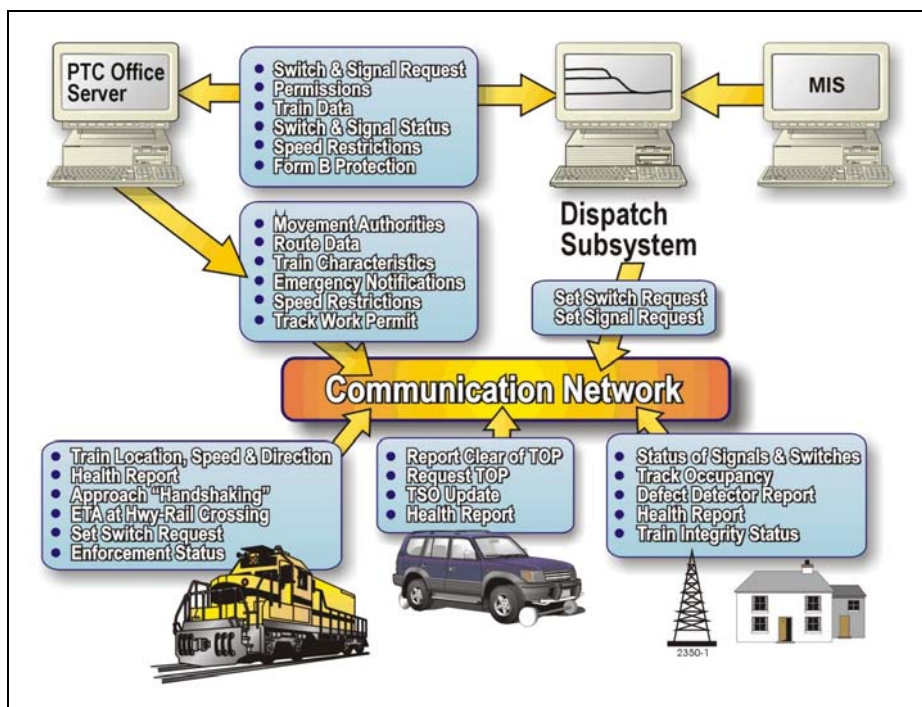 PTC Office
Server
Switch & Signal Request
Permissions
Train Data
Switch & Signal Status
Speed Restrictions
Form B Protection
MIS
Movement Authorities
Route Data
Train Characteristics
Emergency Notifications
Speed Restrictions
Track Work Permit
Dispatch
Subsystem
Set Switch Request
Set Signal Request
Communication Network
Train Location, Speed & Direction
Health Report
Approach “Handshaking”
ETA at Hwy-Rail Crossing
Set Switch Request
Enforcement Status
Report Clear of TOP
Request TOP
TSO Update
Health Report
Status of Signals & Switches
Track Occupancy
Defect Detector Report
Health Report
Train Integrity Status
2350-1